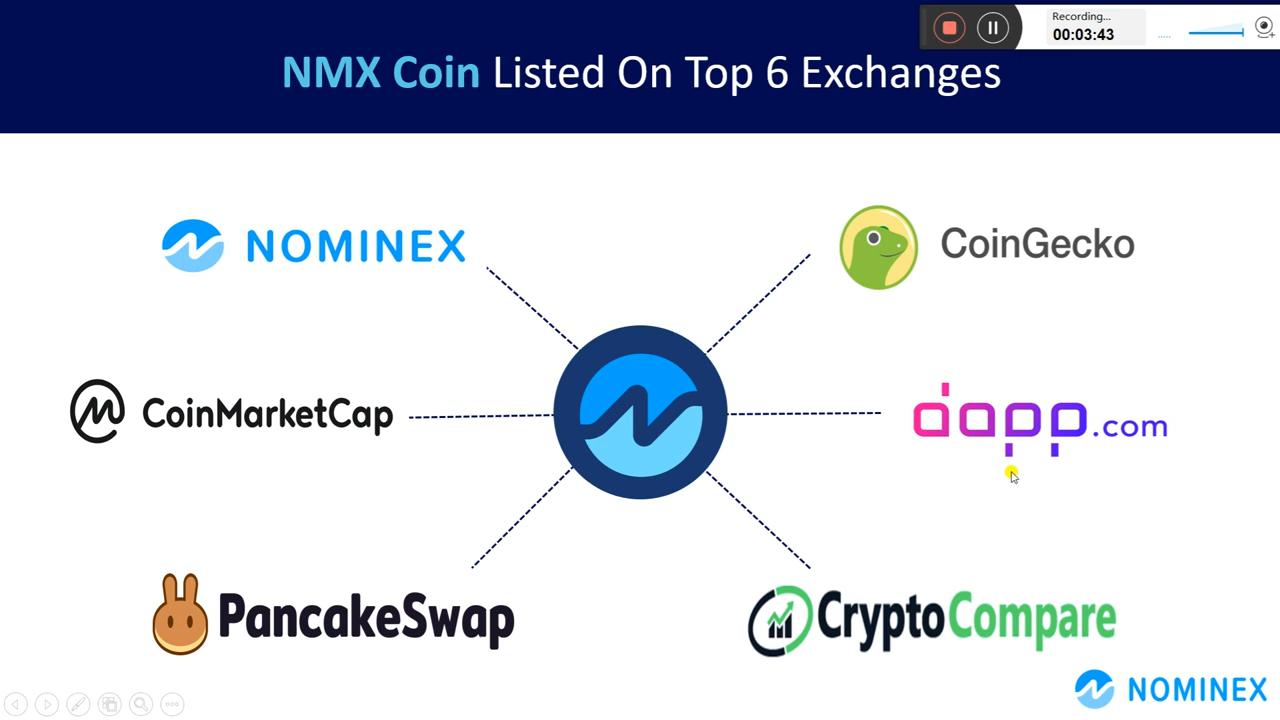 Recording...
00:03:43
NMX Coin Listed On Top 6 Exchanges
NOMINEX
CoinGecko
CoinMarketCap
dapp.com
PancakeSwap
CryptoCompare
NOMINEX